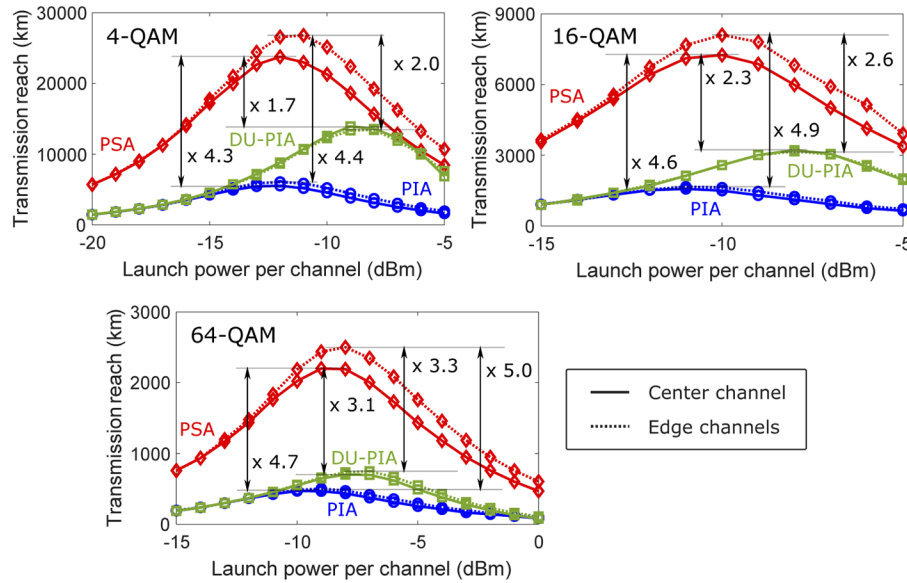 4-QAM
Transmission reach (km)
30000
20000
10000
0
-20
-15
-10
-5
Launch power per channel (dBm)
PSA
DU-PIA
PIA
x 4.3
x 1.7
x 4.4
x 2.0
16-QAM
Transmission reach (km)
9000
6000
3000
0
-15
-10
-5
Launch power per channel (dBm)
PSA
DU-PIA
PIA
x 4.6
x 2.3
x 4.9
x 2.6
64-QAM
Transmission reach (km)
3000
2000
1000
0
-15
-10
-5
0
Launch power per channel (dBm)
PSA
DU-PIA
PIA
x 4.7
x 3.1
x 3.3
x 5.0
Center channel
Edge channels